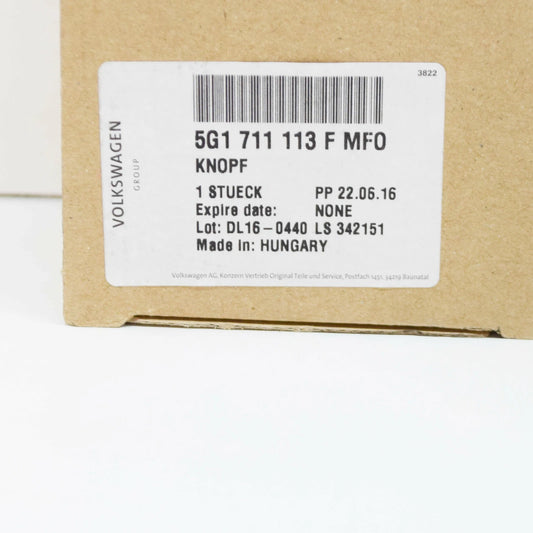 3822
VOLKSWAGEN
GROUP
5G1 711 113 F MFO
KNOPF
1 STUECK PP 22.06.16
Expire date: NONE
Lot: DL16-0440 LS 342151
Made in: HUNGARY
Volkswagen AG, Konzern Vertrieb Original Teile und Service, Postfach 1451, 34219 Baunatal